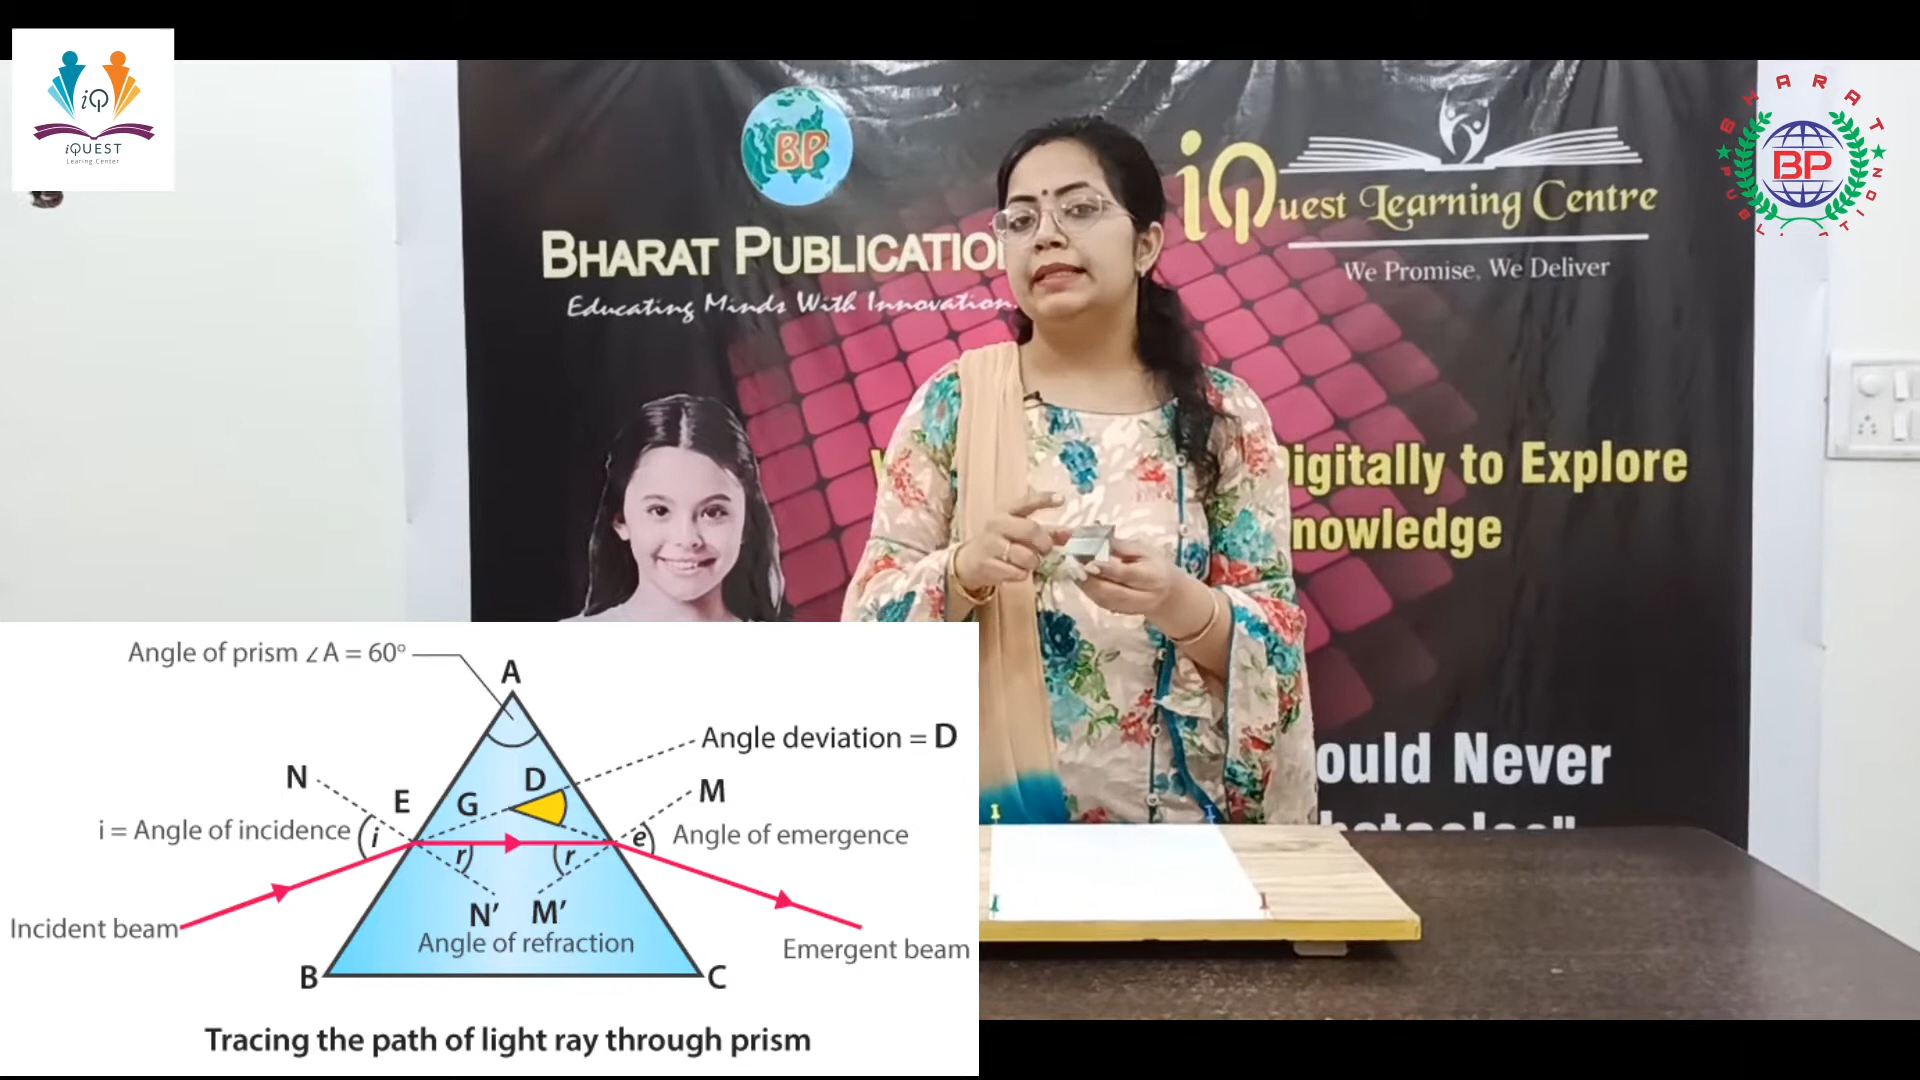 iQ
iQUEST
Learing Center
BP
BHARAT PUBLICATIO
Educating Minds With Innovation.
iQuest Learning Centre
We Promise, We Deliver
BHARAT
BP
igitally to Explore
nowledge
ould Never
Angle of prism ∠A = 60°
A
Angle deviation = D
N
E
G
D
M
i = Angle of incidence
i
r
r
e
Angle of emergence
N′
M′
Angle of refraction
Incident beam
Emergent beam
B
C
Tracing the path of light ray through prism